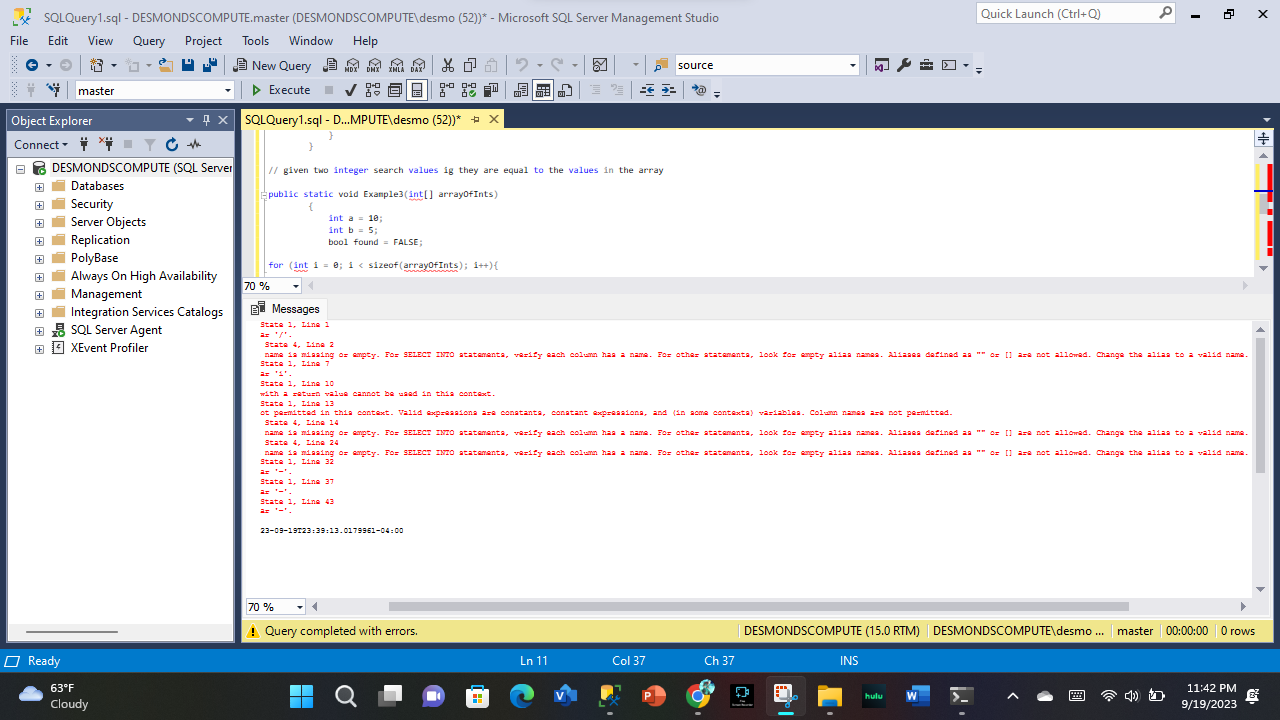 SQLQuery1.sql - DESMONDSCOMPUTE.master (DESMONDSCOMPUTE\desmo (52))* - Microsoft SQL Server Management Studio
Quick Launch (Ctrl+Q)
File Edit View Query Project Tools Window Help
New Query MDX DMX XMLA DAX source
master Execute
Object Explorer
Connect
DESMONDSCOMPUTE (SQL Server
Databases
Security
Server Objects
Replication
PolyBase
Always On High Availability
Management
Integration Services Catalogs
SQL Server Agent
XEvent Profiler
SQLQuery1.sql - D...MPUTE\desmo (52))*
}
}
// given two integer search values ig they are equal to the values in the array
public static void Example3(int[] arrayOfInts)
{
int a = 10;
int b = 5;
bool found = FALSE;
for (int i = 0; i < sizeof(arrayOfInts); i++){
70 %
Messages
State 1, Line 1
ar '/'.
State 4, Line 2
name is missing or empty. For SELECT INTO statements, verify each column has a name. For other statements, look for empty alias names. Aliases defined as "" or [] are not allowed. Change the alias to a valid name.
State 1, Line 7
ar 'i'.
State 1, Line 10
with a return value cannot be used in this context.
State 1, Line 13
ot permitted in this context. Valid expressions are constants, constant expressions, and (in some contexts) variables. Column names are not permitted.
State 4, Line 14
name is missing or empty. For SELECT INTO statements, verify each column has a name. For other statements, look for empty alias names. Aliases defined as "" or [] are not allowed. Change the alias to a valid name.
State 4, Line 24
name is missing or empty. For SELECT INTO statements, verify each column has a name. For other statements, look for empty alias names. Aliases defined as "" or [] are not allowed. Change the alias to a valid name.
State 1, Line 32
ar '-'.
State 1, Line 37
ar '-'.
State 1, Line 43
ar '-'.
23-09-19T23:39:13.0179961-04:00
70 %
Query completed with errors. DESMONDSCOMPUTE (15.0 RTM) DESMONDSCOMPUTE\desmo ... master 00:00:00 0 rows
Ready Ln 11 Col 37 Ch 37 INS
63°F
Cloudy
hulu
11:42 PM
9/19/2023